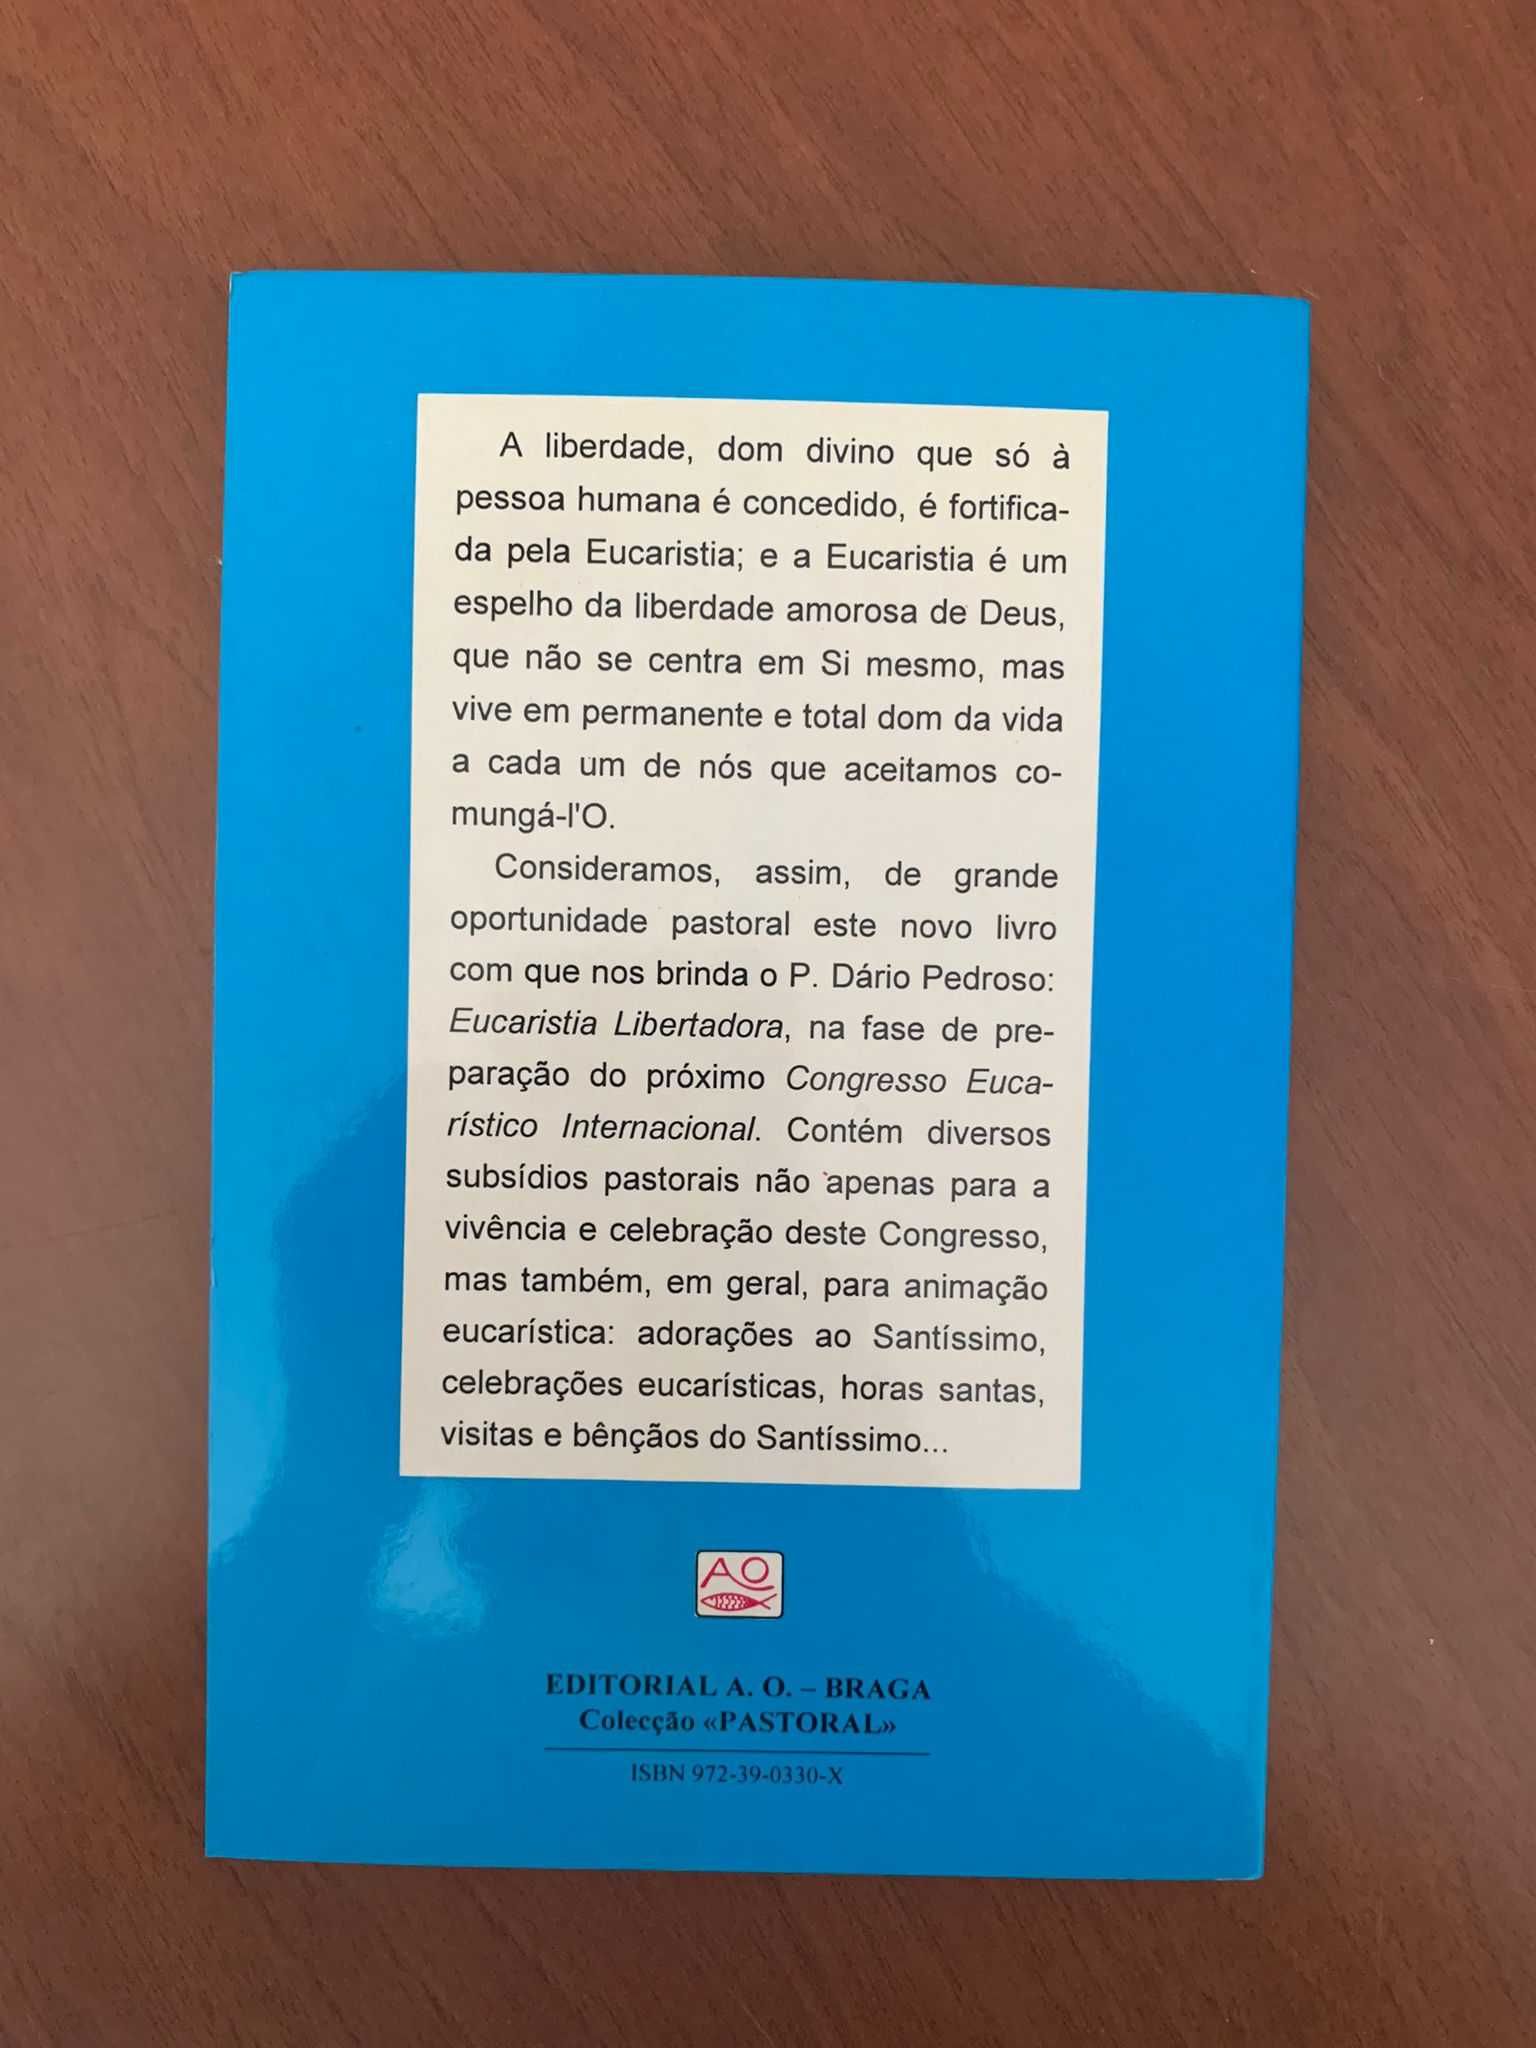 A liberdade, dom divino que só à
pessoa humana é concedido, é fortifica-
da pela Eucaristia; e a Eucaristia é um
espelho da liberdade amorosa de Deus,
que não se centra em Si mesmo, mas
vive em permanente e total dom da vida
a cada um de nós que aceitamos co-
mungá-l'O.
Consideramos, assim, de grande
oportunidade pastoral este novo livro
com que nos brinda o P. Dário Pedroso:
Eucaristia Libertadora, na fase de pre-
paração do próximo Congresso Euca-
rístico Internacional. Contém diversos
subsídios pastorais não apenas para a
vivência e celebração deste Congresso,
mas também, em geral, para animação
eucarística: adorações ao Santíssimo,
celebrações eucarísticas, horas santas,
visitas e bênçãos do Santíssimo...
AO
EDITORIAL A. O. – BRAGA
Colecção «PASTORAL»
ISBN 972-39-0330-X